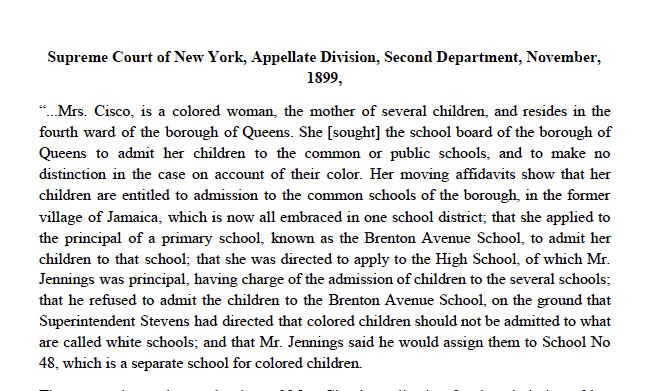 Supreme Court of New York, Appellate Division, Second Department, November,
1899,
“...Mrs. Cisco, is a colored woman, the mother of several children, and resides in the
fourth ward of the borough of Queens. She [sought] the school board of the borough of
Queens to admit her children to the common or public schools, and to make no
distinction in the case on account of their color. Her moving affidavits show that her
children are entitled to admission to the common schools of the borough, in the former
village of Jamaica, which is now all embraced in one school district; that she applied to
the principal of a primary school, known as the Brenton Avenue School, to admit her
children to that school; that she was directed to apply to the High School, of which Mr.
Jennings was principal, having charge of the admission of children to the several schools;
that he refused to admit the children to the Brenton Avenue School, on the ground that
Superintendent Stevens had directed that colored children should not be admitted to what
are called white schools; and that Mr. Jennings said he would assign them to School No
48, which is a separate school for colored children.